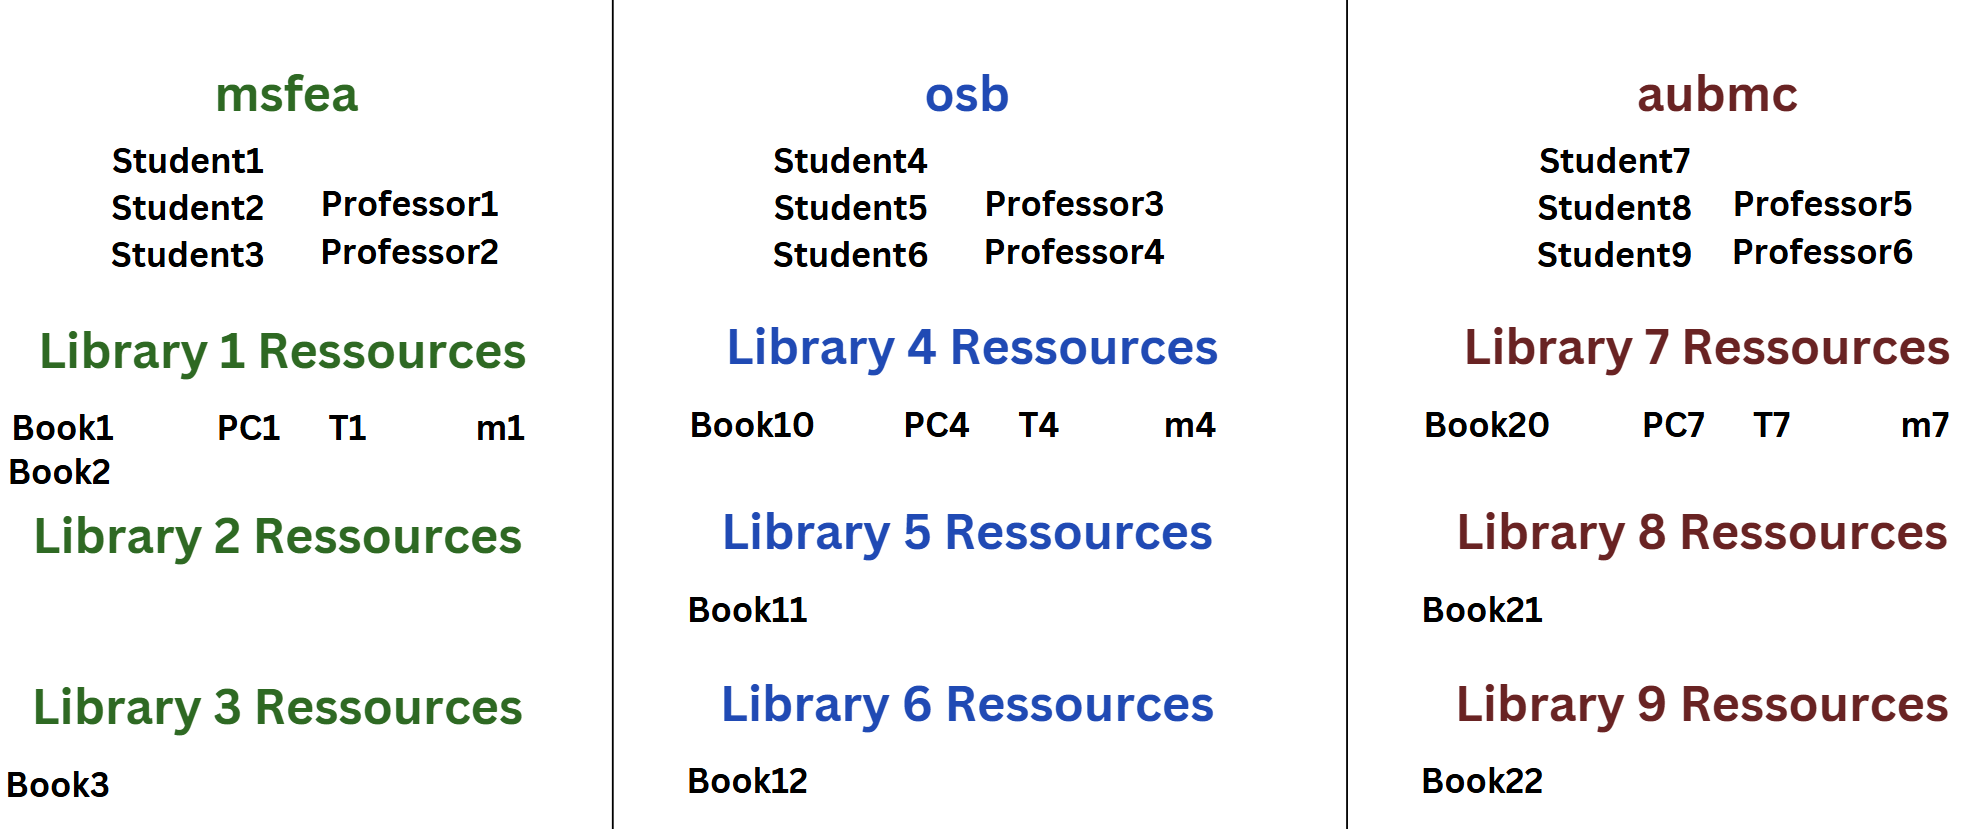 msfea
Student1
Student2
Student3
Professor1
Professor2
Library 1 Ressources
Book1 PC1 T1 m1
Book2
Library 2 Ressources
Library 3 Ressources
Book3
osb
Student4
Student5
Student6
Professor3
Professor4
Library 4 Ressources
Book10 PC4 T4 m4
Library 5 Ressources
Book11
Library 6 Ressources
Book12
aubmc
Student7
Student8
Student9
Professor5
Professor6
Library 7 Ressources
Book20 PC7 T7 m7
Library 8 Ressources
Book21
Library 9 Ressources
Book22